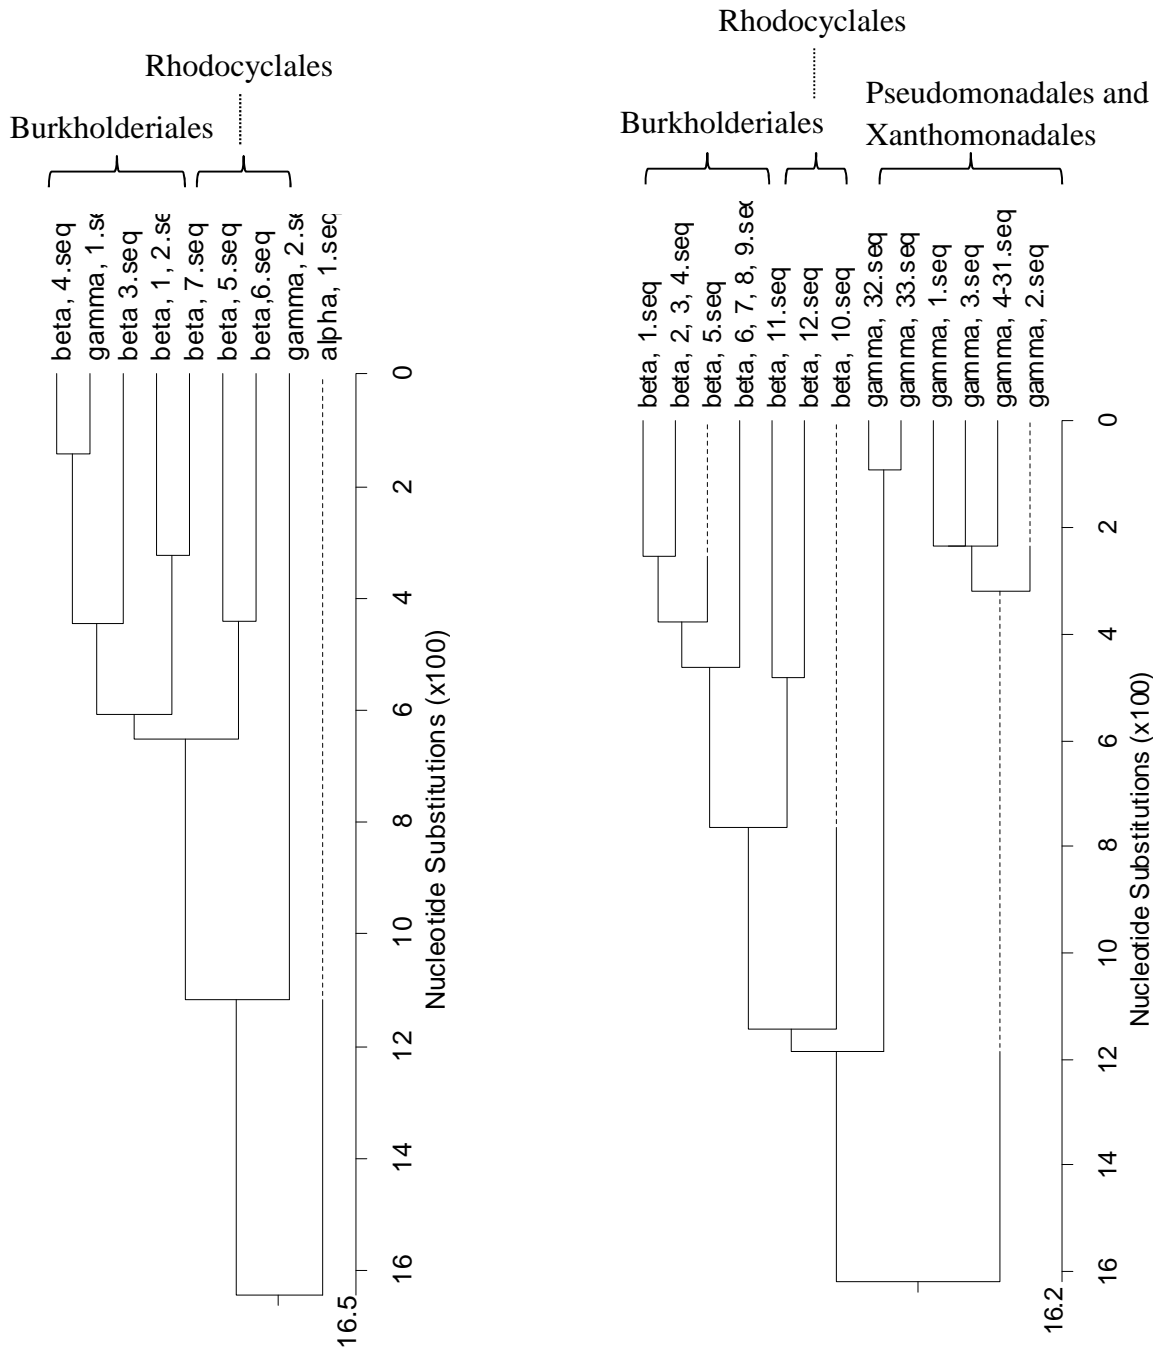 Rhodocyclales
Burkholderiales
beta, 4.seq
gamma, 1.se
beta 3.seq
beta, 1, 2.se
beta, 7.seq
beta, 5.seq
beta,6.seq
gamma, 2.se
alpha, 1.seq
0
2
4
6
8
10
12
14
16
16.5
Nucleotide Substitutions (x100)
Rhodocyclales
Burkholderiales
Pseudomonadales and
Xanthomonadales
beta, 1.seq
beta, 2, 3, 4.seq
beta, 5.seq
beta, 6, 7, 8, 9.seq
beta, 11.seq
beta, 12.seq
beta, 10.seq
gamma, 32.seq
gamma, 33.seq
gamma, 1.seq
gamma, 3.seq
gamma, 4-31.seq
gamma, 2.seq
0
2
4
6
8
10
12
14
16
16.2
Nucleotide Substitutions (x100)